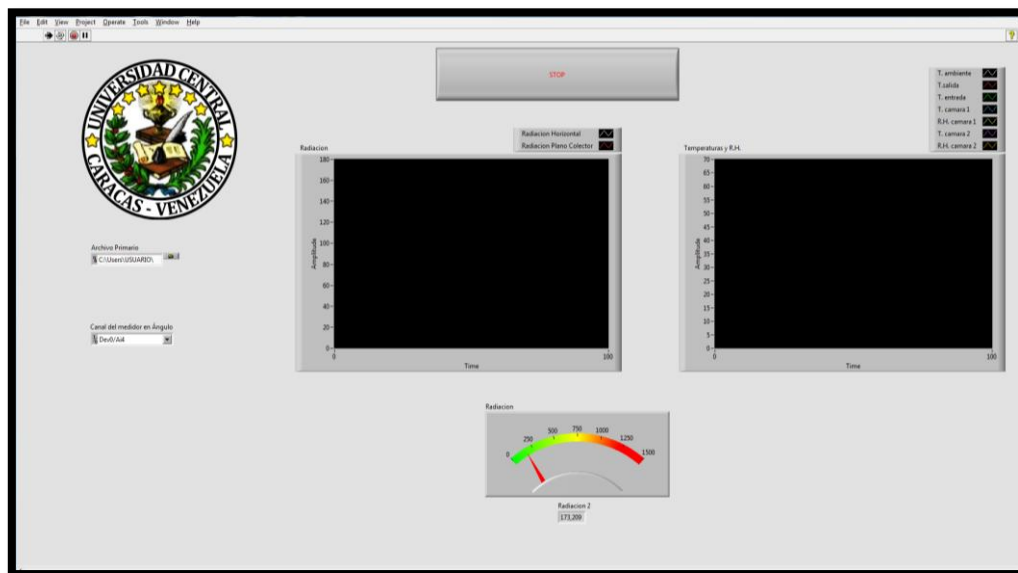 File Edit View Project Operate Tools Window Help
?
UNIVERSIDAD CENTRAL
CARACAS - VENEZUELA
STOP
T. ambiente
T.salida
T. entrada
T. camara 1
R.H. camara 1
T. camara 2
R.H. camara 2
Radiacion Horizontal
Radiacion Plano Colector
Radiacion
180
160
140
120
100
80
60
40
20
0
Amplitude
0
100
Time
Temperaturas y R.H.
70
65
60
55
50
45
40
35
30
25
20
15
10
5
0
Amplitude
0
100
Time
Archivo Primario
C:\Users\USUARIO\
Canal del medidor en Ángulo
Dev0/Ai4
Radiacion
0
250
500
750
1000
1250
1500
Radiacion 2
173,209